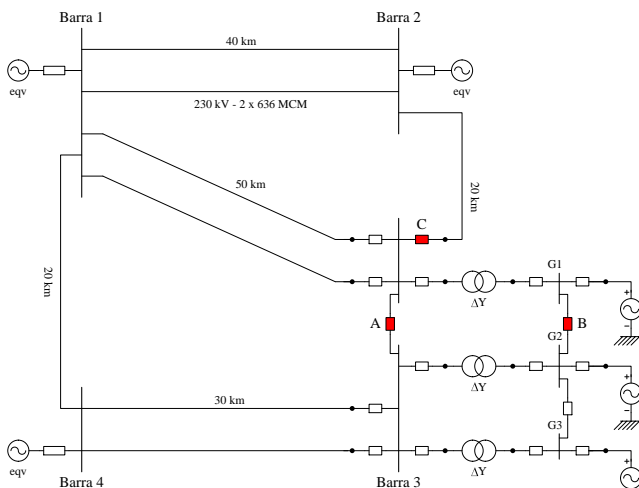 Barra 1
Barra 2
40 km
eqv
eqv
230 kV - 2 x 636 MCM
50 km
20 km
C
20 km
G1
ΔY
A
B
G2
ΔY
30 km
G3
eqv
ΔY
Barra 4
Barra 3
+
−
+
−
+